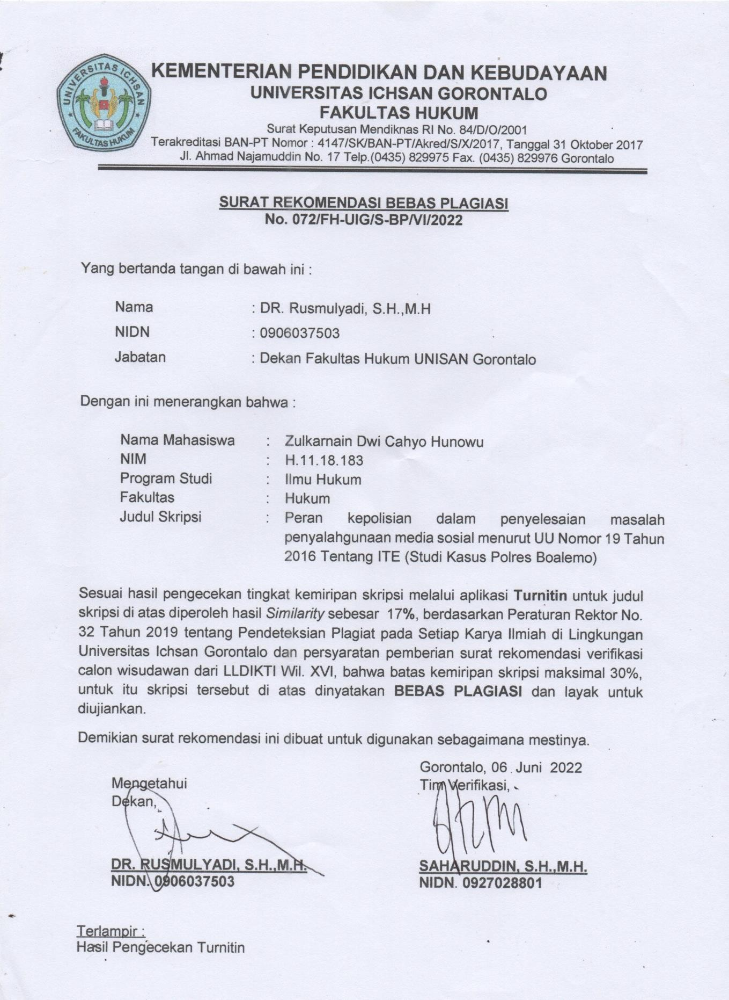 UNIVERSITAS ICHSAN
FAKULTAS HUKUM
KEMENTERIAN PENDIDIKAN DAN KEBUDAYAAN
UNIVERSITAS ICHSAN GORONTALO
FAKULTAS HUKUM
Surat Keputusan Mendiknas RI No. 84/D/O/2001
Terakreditasi BAN-PT Nomor : 4147/SK/BAN-PT/Akred/S/X/2017, Tanggal 31 Oktober 2017
Jl. Ahmad Najamuddin No. 17 Telp.(0435) 829975 Fax. (0435) 829976 Gorontalo
SURAT REKOMENDASI BEBAS PLAGIASI
No. 072/FH-UIG/S-BP/VI/2022
Yang bertanda tangan di bawah ini :
Nama : DR. Rusmulyadi, S.H.,M.H
NIDN : 0906037503
Jabatan : Dekan Fakultas Hukum UNISAN Gorontalo
Dengan ini menerangkan bahwa :
Nama Mahasiswa : Zulkarnain Dwi Cahyo Hunowu
NIM : H.11.18.183
Program Studi : Ilmu Hukum
Fakultas : Hukum
Judul Skripsi : Peran kepolisian dalam penyelesaian masalah
penyalahgunaan media sosial menurut UU Nomor 19 Tahun
2016 Tentang ITE (Studi Kasus Polres Boalemo)
Sesuai hasil pengecekan tingkat kemiripan skripsi melalui aplikasi Turnitin untuk judul
skripsi di atas diperoleh hasil Similarity sebesar 17%, berdasarkan Peraturan Rektor No.
32 Tahun 2019 tentang Pendeteksian Plagiat pada Setiap Karya Ilmiah di Lingkungan
Universitas Ichsan Gorontalo dan persyaratan pemberian surat rekomendasi verifikasi
calon wisudawan dari LLDIKTI Wil. XVI, bahwa batas kemiripan skripsi maksimal 30%,
untuk itu skripsi tersebut di atas dinyatakan BEBAS PLAGIASI dan layak untuk
diujiankan.
Demikian surat rekomendasi ini dibuat untuk digunakan sebagaimana mestinya.
Gorontalo, 06 Juni 2022
Mengetahui
Dekan,
Tim Verifikasi,
DR. RUSMULYADI, S.H.,M.H.
NIDN. 0906037503
SAHARUDDIN, S.H.,M.H.
NIDN. 0927028801
Terlampir :
Hasil Pengecekan Turnitin